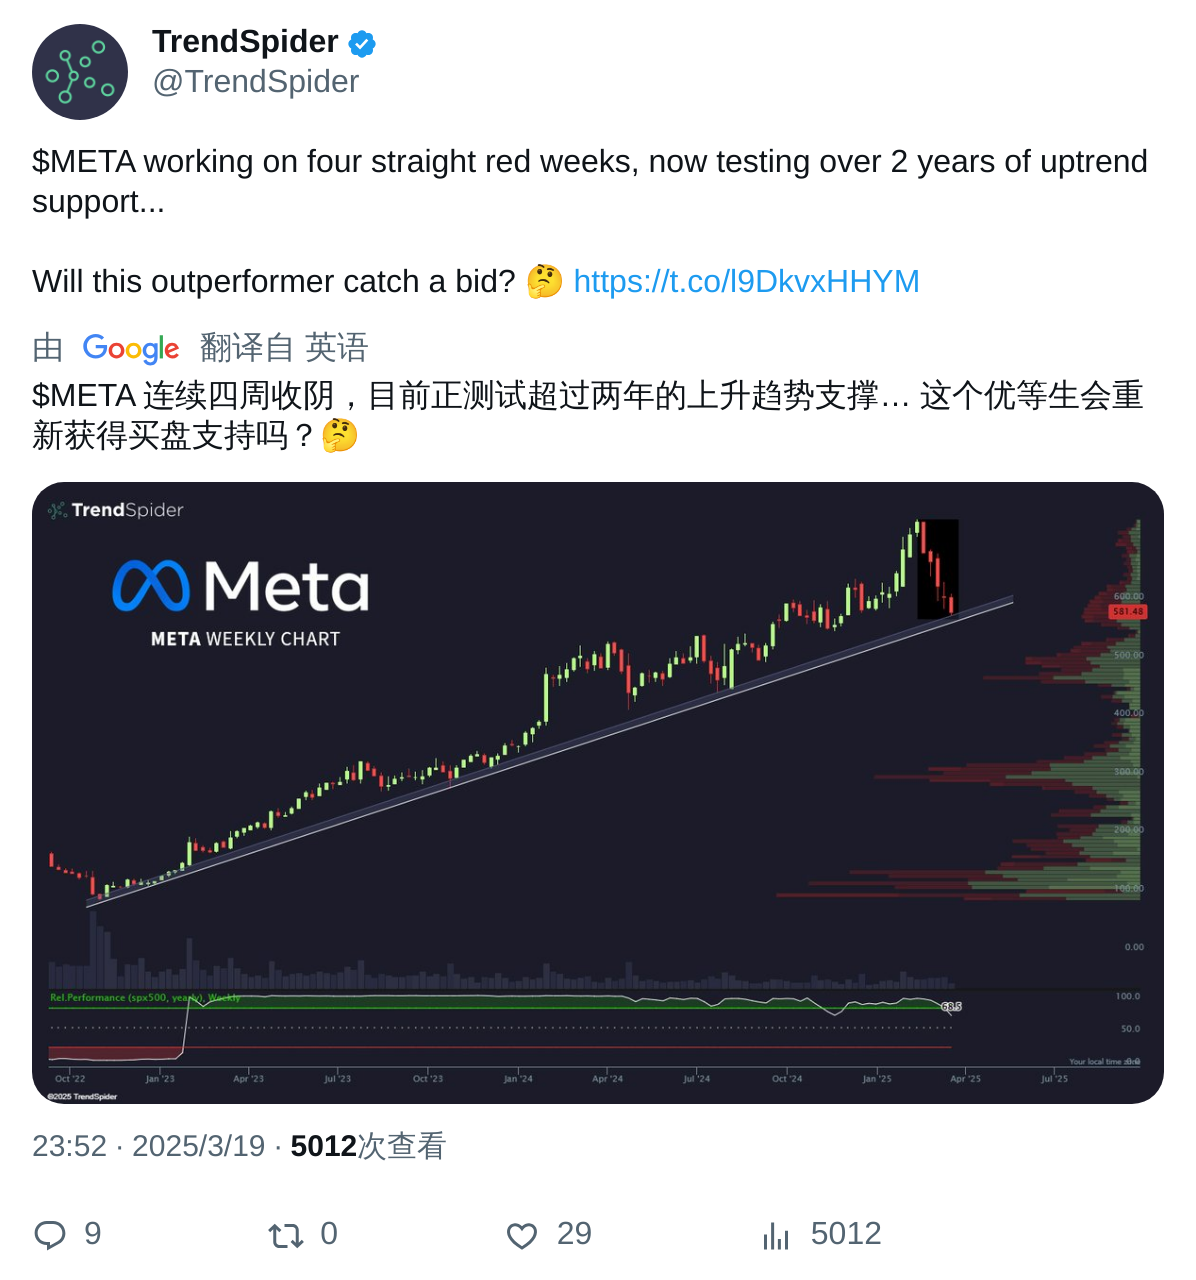 TrendSpider
@TrendSpider
$META working on four straight red weeks, now testing over 2 years of uptrend
support...
Will this outperformer catch a bid? 🤔 https://t.co/l9DkvxHHYM
由 Google 翻译自 英语
$META 连续四周收阴，目前正测试超过两年的上升趋势支撑… 这个优等生会重
新获得买盘支持吗？🤔
TrendSpider
Meta
META WEEKLY CHART
600.00
581.48
500.00
400.00
300.00
200.00
100.00
0.00
Rel.Performance (spx500, yearly), Weekly
100.0
68.5
50.0
Your local time zone
0.0
Oct '22 Jan '23 Apr '23 Jul '23 Oct '23 Jan '24 Apr '24 Jul '24 Oct '24 Jan '25 Apr '25 Jul '25
©2025 TrendSpider
23:52 · 2025/3/19 · 5012次查看
9 0 29 5012